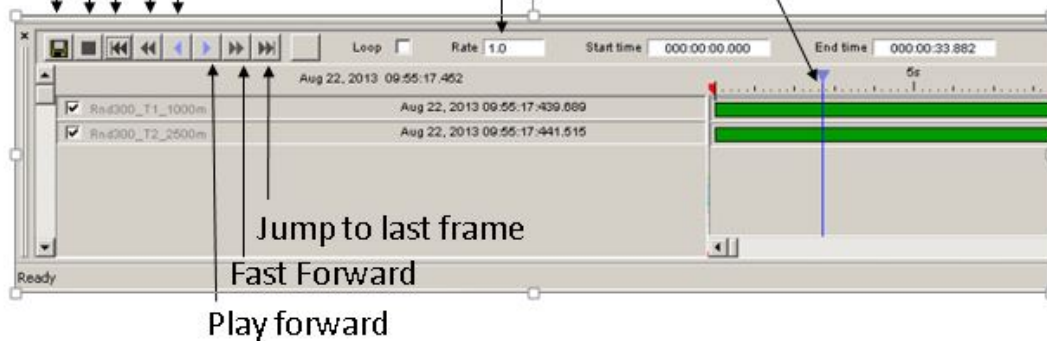 Loop Rate 1.0 Start time 000:00:00.000 End time 000:00:33.882
Aug 22, 2013 09:55:17.452 5s
Rnd300_T1_1000m Aug 22, 2013 09:55:17:439.689
Rnd300_T2_2500m Aug 22, 2013 09:55:17:441.515
Jump to last frame
Ready
Fast Forward
Play forward